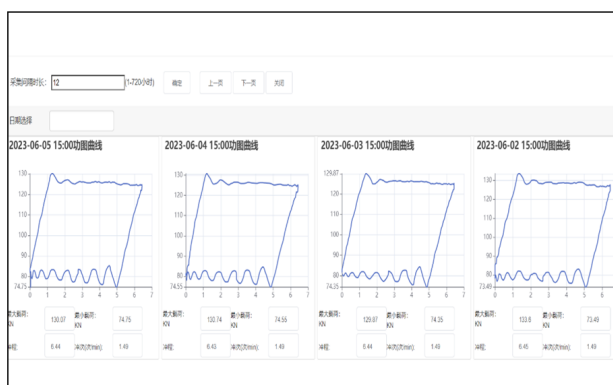 采集间隔时长： 12 (1-720小时) 确定 上一页 下一页 关闭
日期选择
2023-06-05 15:00功图曲线 2023-06-04 15:00功图曲线 2023-06-03 15:00功图曲线 2023-06-02 15:00功图曲线
130 130 129.87
130
120 120 120
120
110 110 110
110
100 100 100
100
90 90 90
90
80 80 80
80
74.75 74.55 74.35 73.49
0 1 2 3 4 5 6 7 0 1 2 3 4 5 6 7 0 1 2 3 4 5 6 7 0 1 2 3 4 5 6
最大载荷： 130.07 最小载荷： 74.75 最大载荷： 130.74 最小载荷： 74.55 最大载荷： 129.87 最小载荷： 74.35 最大载荷： 133.6 最小载荷： 73.49
KN KN KN KN KN KN KN KN
冲程: 6.44 冲次(次/min): 1.49 冲程: 6.43 冲次(次/min): 1.49 冲程: 6.44 冲次(次/min): 1.49 冲程: 6.45 冲次(次/min): 1.49